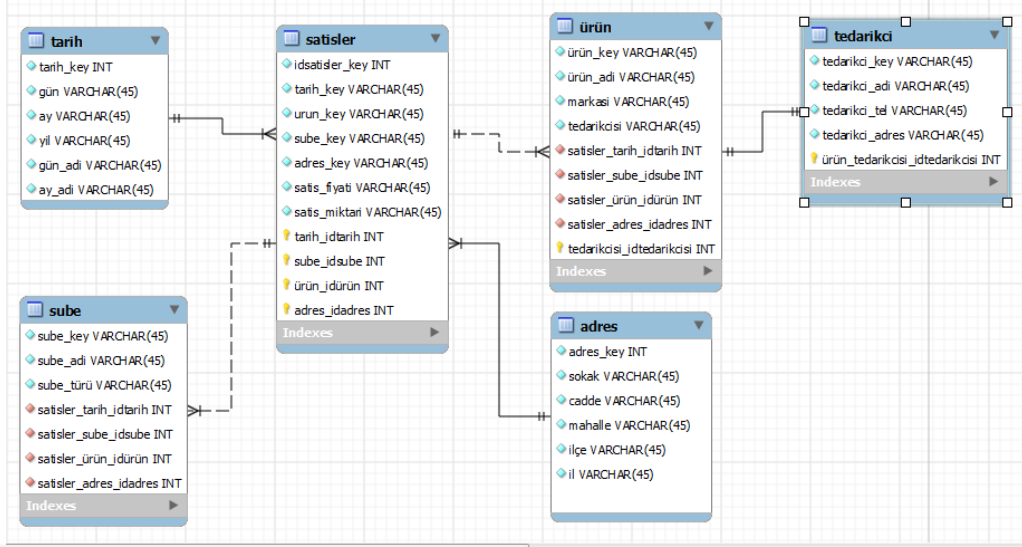 tarih
tarih_key INT
gün VARCHAR(45)
ay VARCHAR(45)
yil VARCHAR(45)
gün_adi VARCHAR(45)
ay_adi VARCHAR(45)
satisler
idsatisler_key INT
tarih_key VARCHAR(45)
urun_key VARCHAR(45)
sube_key VARCHAR(45)
adres_key VARCHAR(45)
satis_fiyati VARCHAR(45)
satis_miktari VARCHAR(45)
tarih_idtarih INT
sube_idsube INT
ürün_idürün INT
adres_idadres INT
Indexes
ürün
ürün_key VARCHAR(45)
ürün_adi VARCHAR(45)
markasi VARCHAR(45)
tedarikcisi VARCHAR(45)
satisler_tarih_idtarih INT
satisler_sube_idsube INT
satisler_ürün_idürün INT
satisler_adres_idadres INT
tedarikcisi_idtedarikcisi INT
Indexes
tedarikci
tedarikci_key VARCHAR(45)
tedarikci_adi VARCHAR(45)
tedarikci_tel VARCHAR(45)
tedarikci_adres VARCHAR(45)
ürün_tedarikcisi_idtedarikcisi INT
Indexes
sube
sube_key VARCHAR(45)
sube_adi VARCHAR(45)
sube_türü VARCHAR(45)
satisler_tarih_idtarih INT
satisler_sube_idsube INT
satisler_ürün_idürün INT
satisler_adres_idadres INT
Indexes
adres
adres_key INT
sokak VARCHAR(45)
cadde VARCHAR(45)
mahalle VARCHAR(45)
ilçe VARCHAR(45)
il VARCHAR(45)